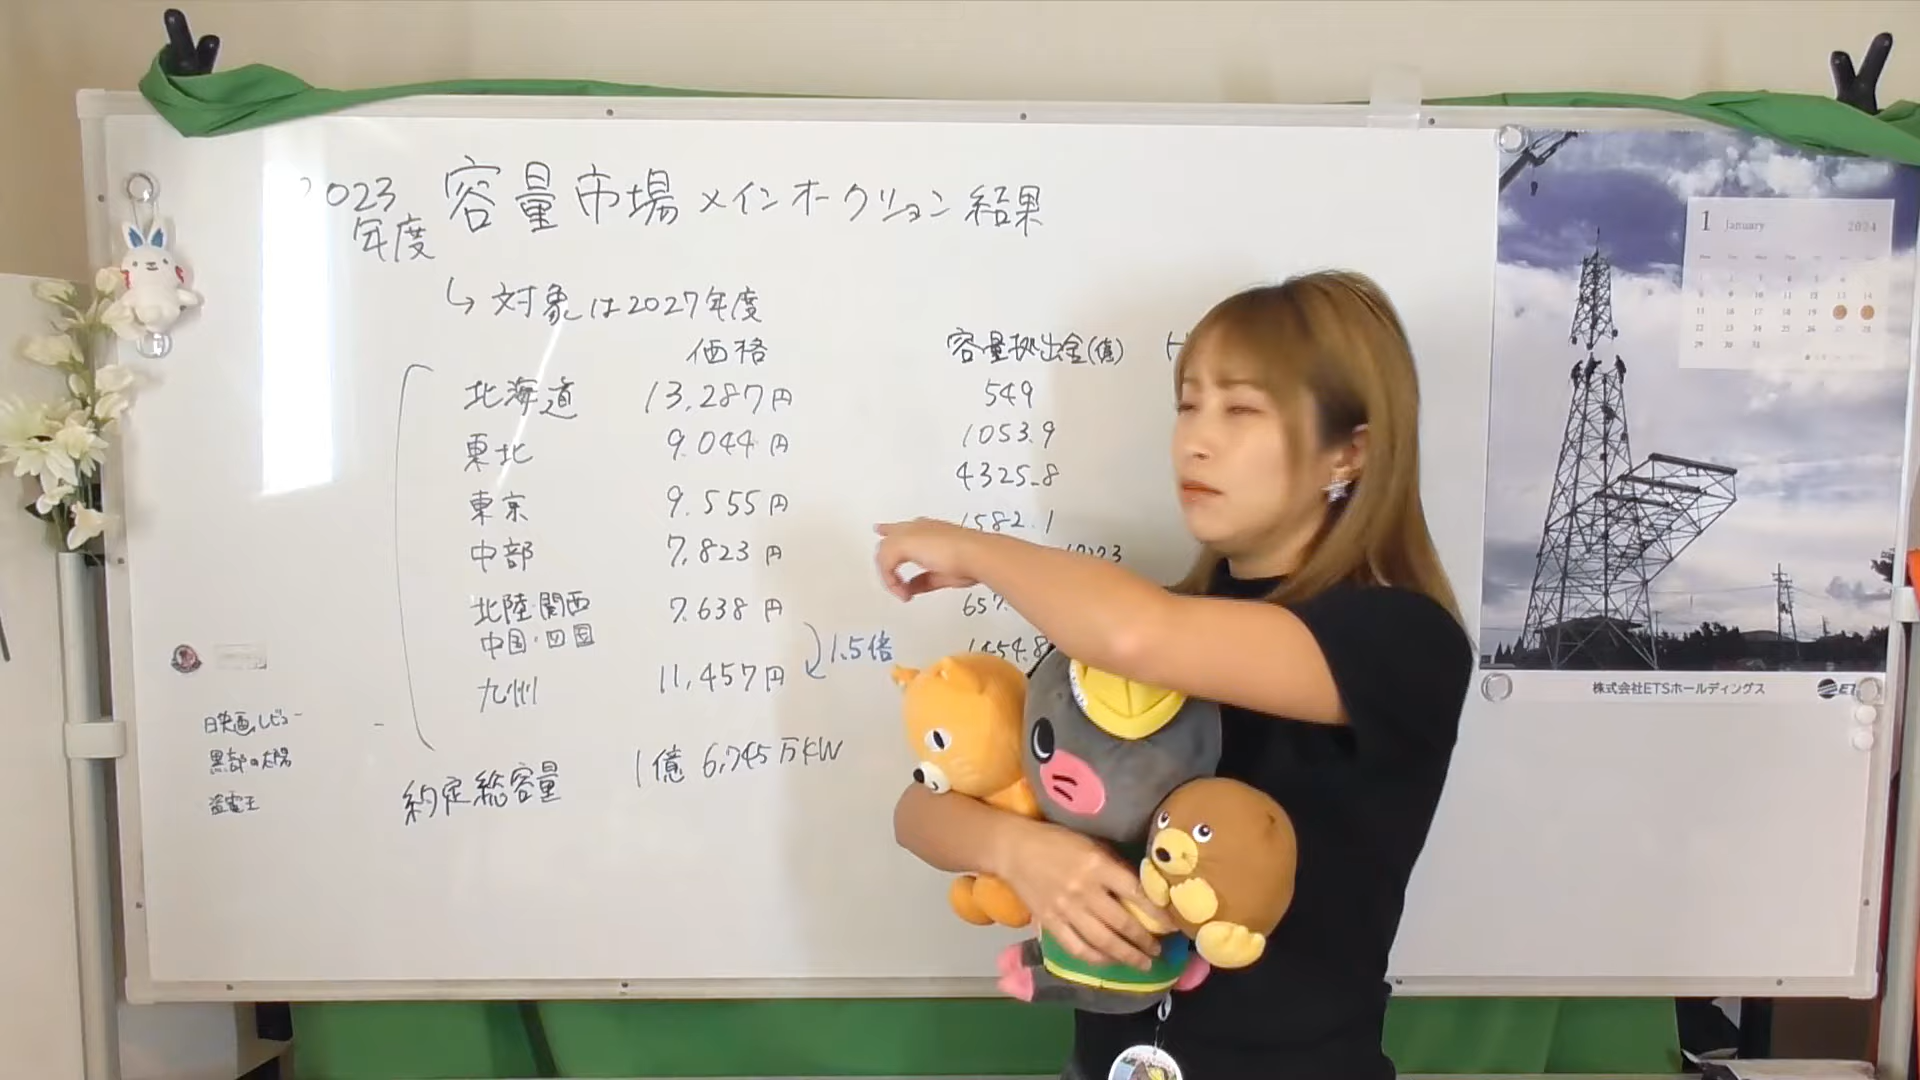 2023年度 容量市場メインオークション結果
↳ 対象は2027年度
価格 容量拠出金(億)
北海道 13,287円 549
東北 9.044円 1053.9
東京 9.555円 4325.8
中部 7,823円 1582.1
北陸・関西 7.638円 657.
中国・四国
1.5倍
九州 11,457円 1454.8
約定総容量 1億6,745万kW
映画レビュー
黒部の太陽
盗電王
1 January 2024
株式会社ETSホールディングス